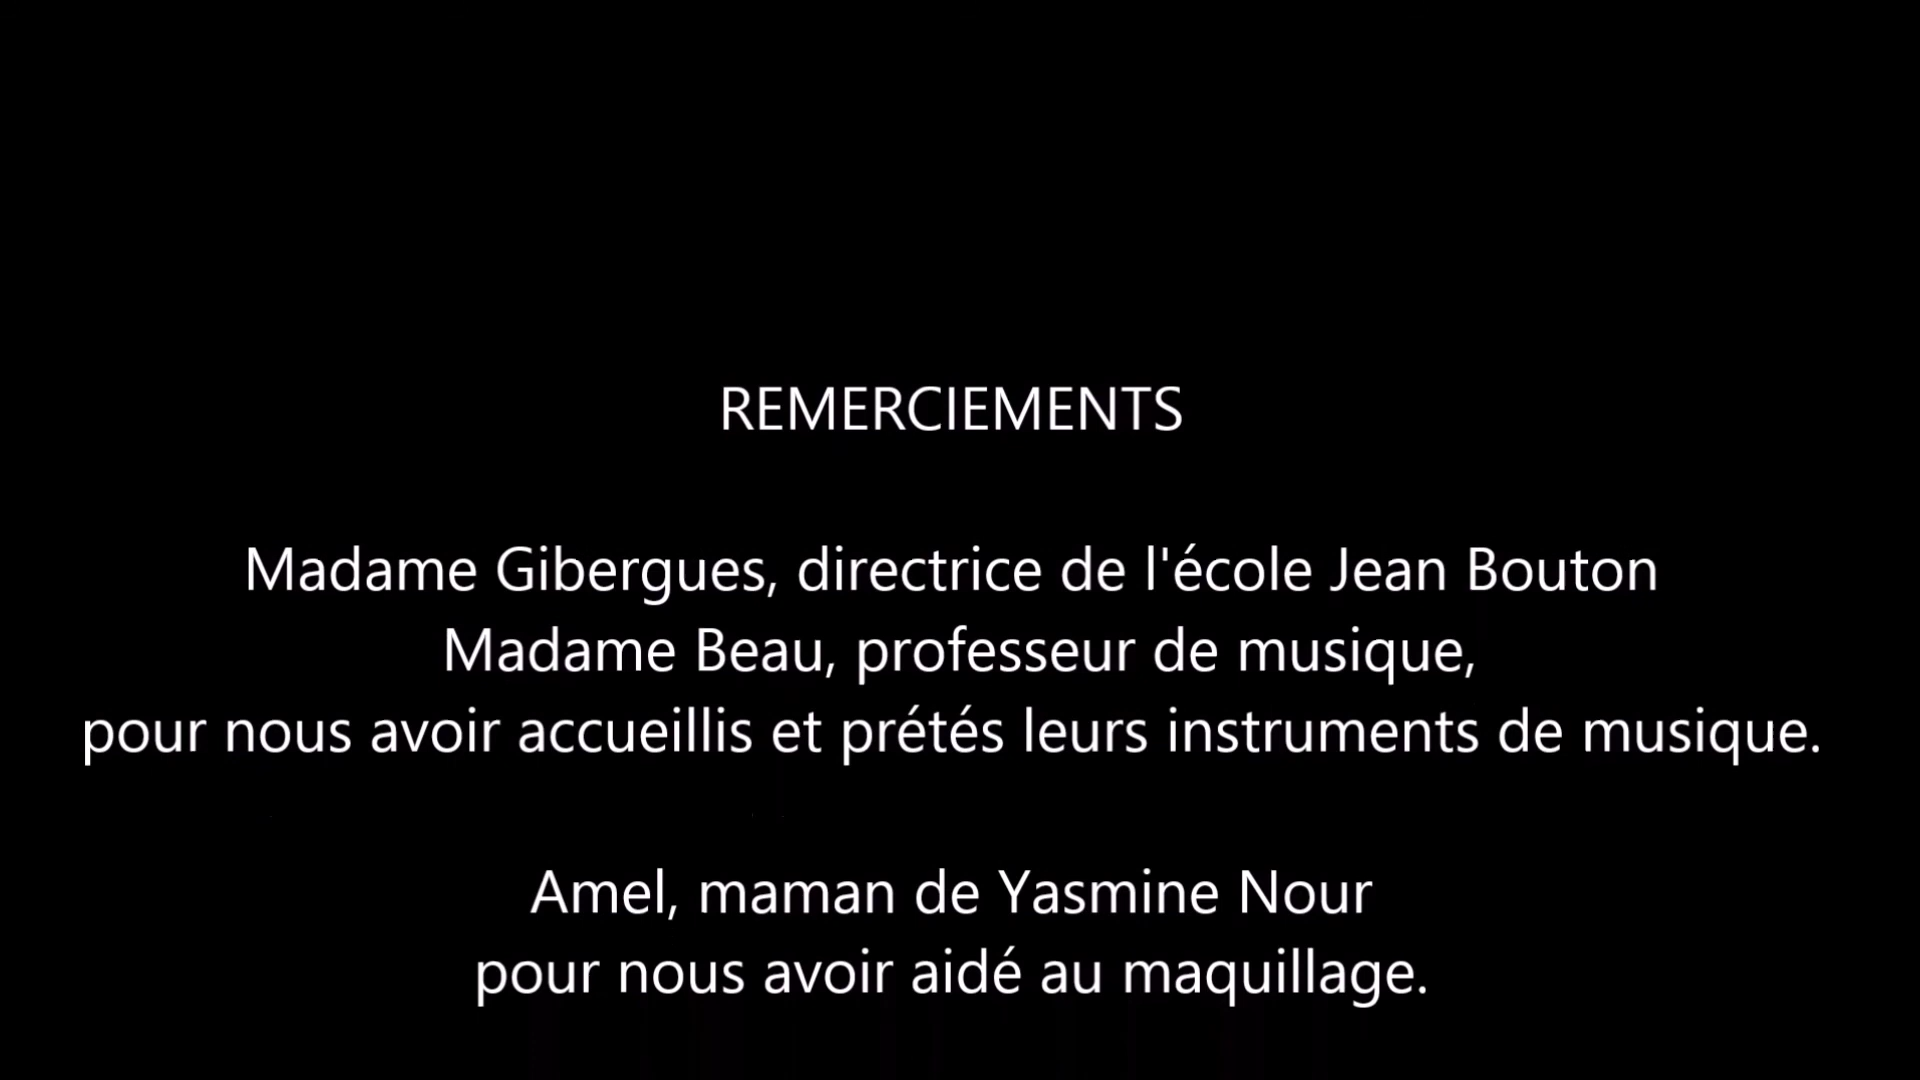 REMERCIEMENTS
Madame Gibergues, directrice de l'école Jean Bouton
Madame Beau, professeur de musique,
pour nous avoir accueillis et prétés leurs instruments de musique.
Amel, maman de Yasmine Nour
pour nous avoir aidé au maquillage.